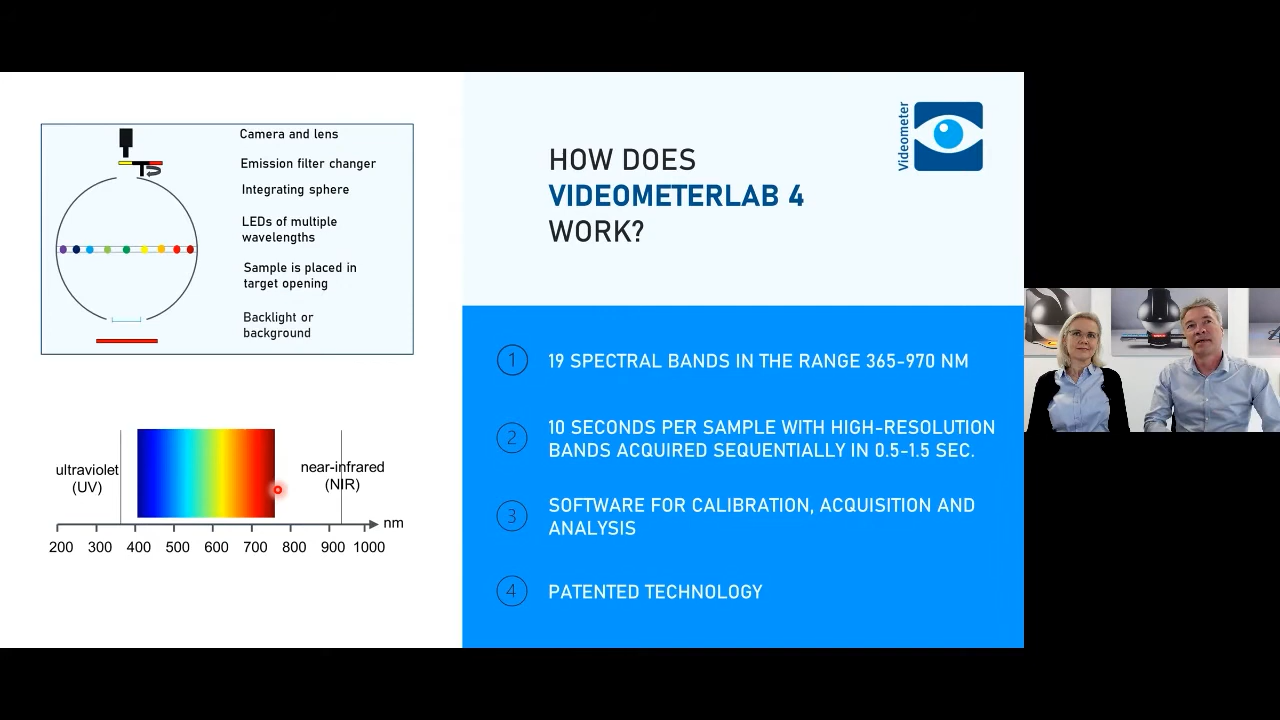 Camera and lens
Emission filter changer
Integrating sphere
LEDs of multiple
wavelengths
Sample is placed in
target opening
Backlight or
background
ultraviolet
(UV)
near-infrared
(NIR)
nm
200 300 400 500 600 700 800 900 1000
HOW DOES
VIDEOMETERLAB 4
WORK?
Videometer
1 19 SPECTRAL BANDS IN THE RANGE 365-970 NM
2 10 SECONDS PER SAMPLE WITH HIGH-RESOLUTION
BANDS ACQUIRED SEQUENTIALLY IN 0.5-1.5 SEC.
3 SOFTWARE FOR CALIBRATION, ACQUISITION AND
ANALYSIS
4 PATENTED TECHNOLOGY